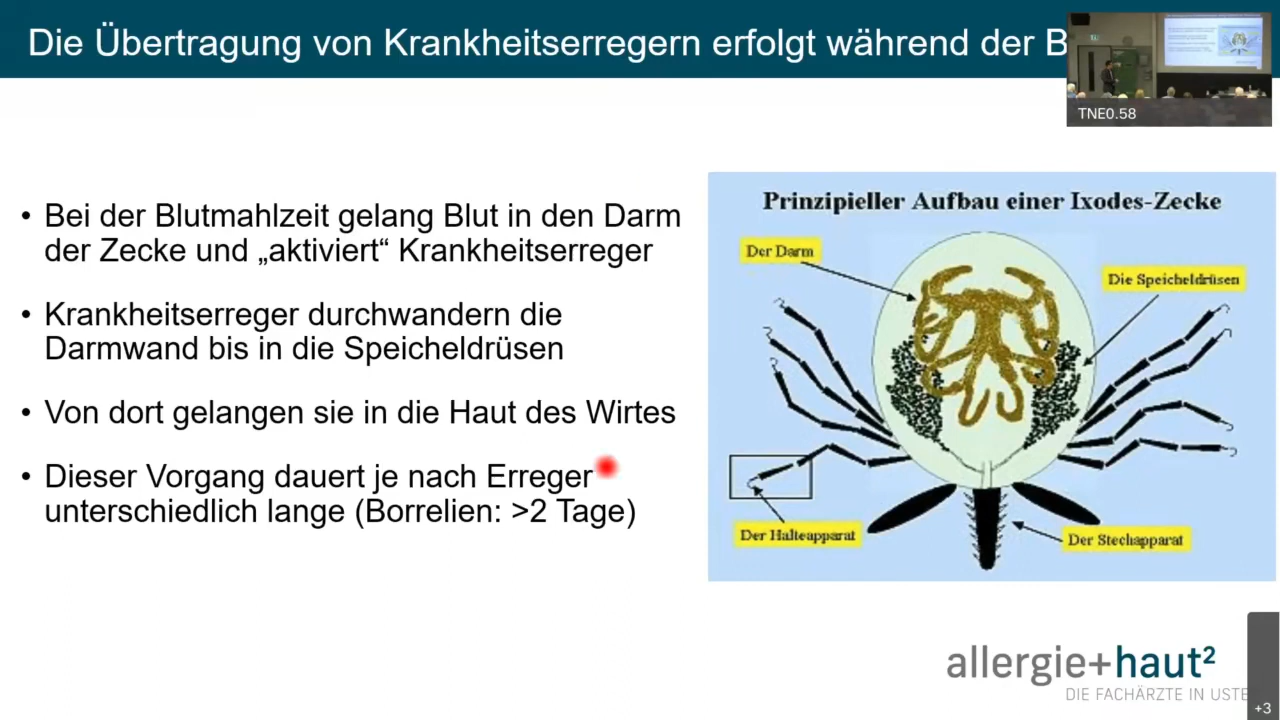 Die Übertragung von Krankheitserregern erfolgt während der B
TNE0.58
• Bei der Blutmahlzeit gelang Blut in den Darm
der Zecke und „aktiviert“ Krankheitserreger
• Krankheitserreger durchwandern die
Darmwand bis in die Speicheldrüsen
• Von dort gelangen sie in die Haut des Wirtes
• Dieser Vorgang dauert je nach Erreger
unterschiedlich lange (Borrelien: >2 Tage)
Prinzipieller Aufbau einer Ixodes-Zecke
Der Darm
Die Speicheldrüsen
Der Halteapparat
Der Stechapparat
allergie+haut²
DIE FACHÄRZTE IN USTE
+3